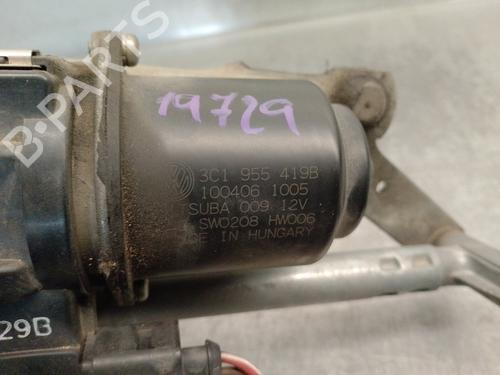 19729
3C1 955 419B
100406 1005
SUBA 009 12V
SW0208 HW006
IN HUNGARY
29B
B-PARTS